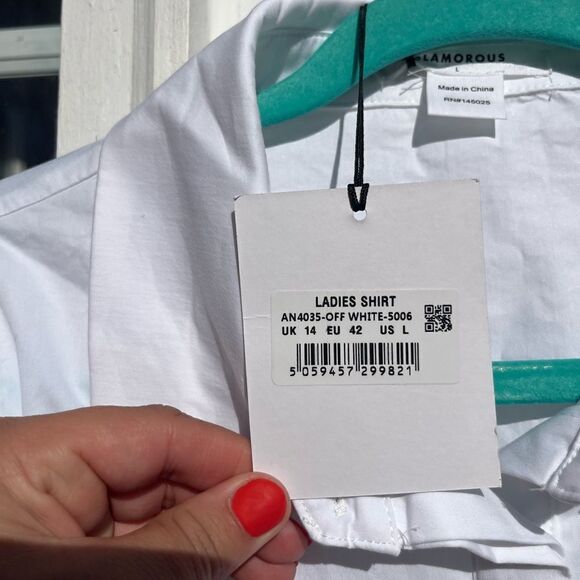 GLAMOROUS
L
Made in China
RN#145025
LADIES SHIRT
AN4035-OFF WHITE-5006
UK 14 EU 42 US L
5 059457 299821